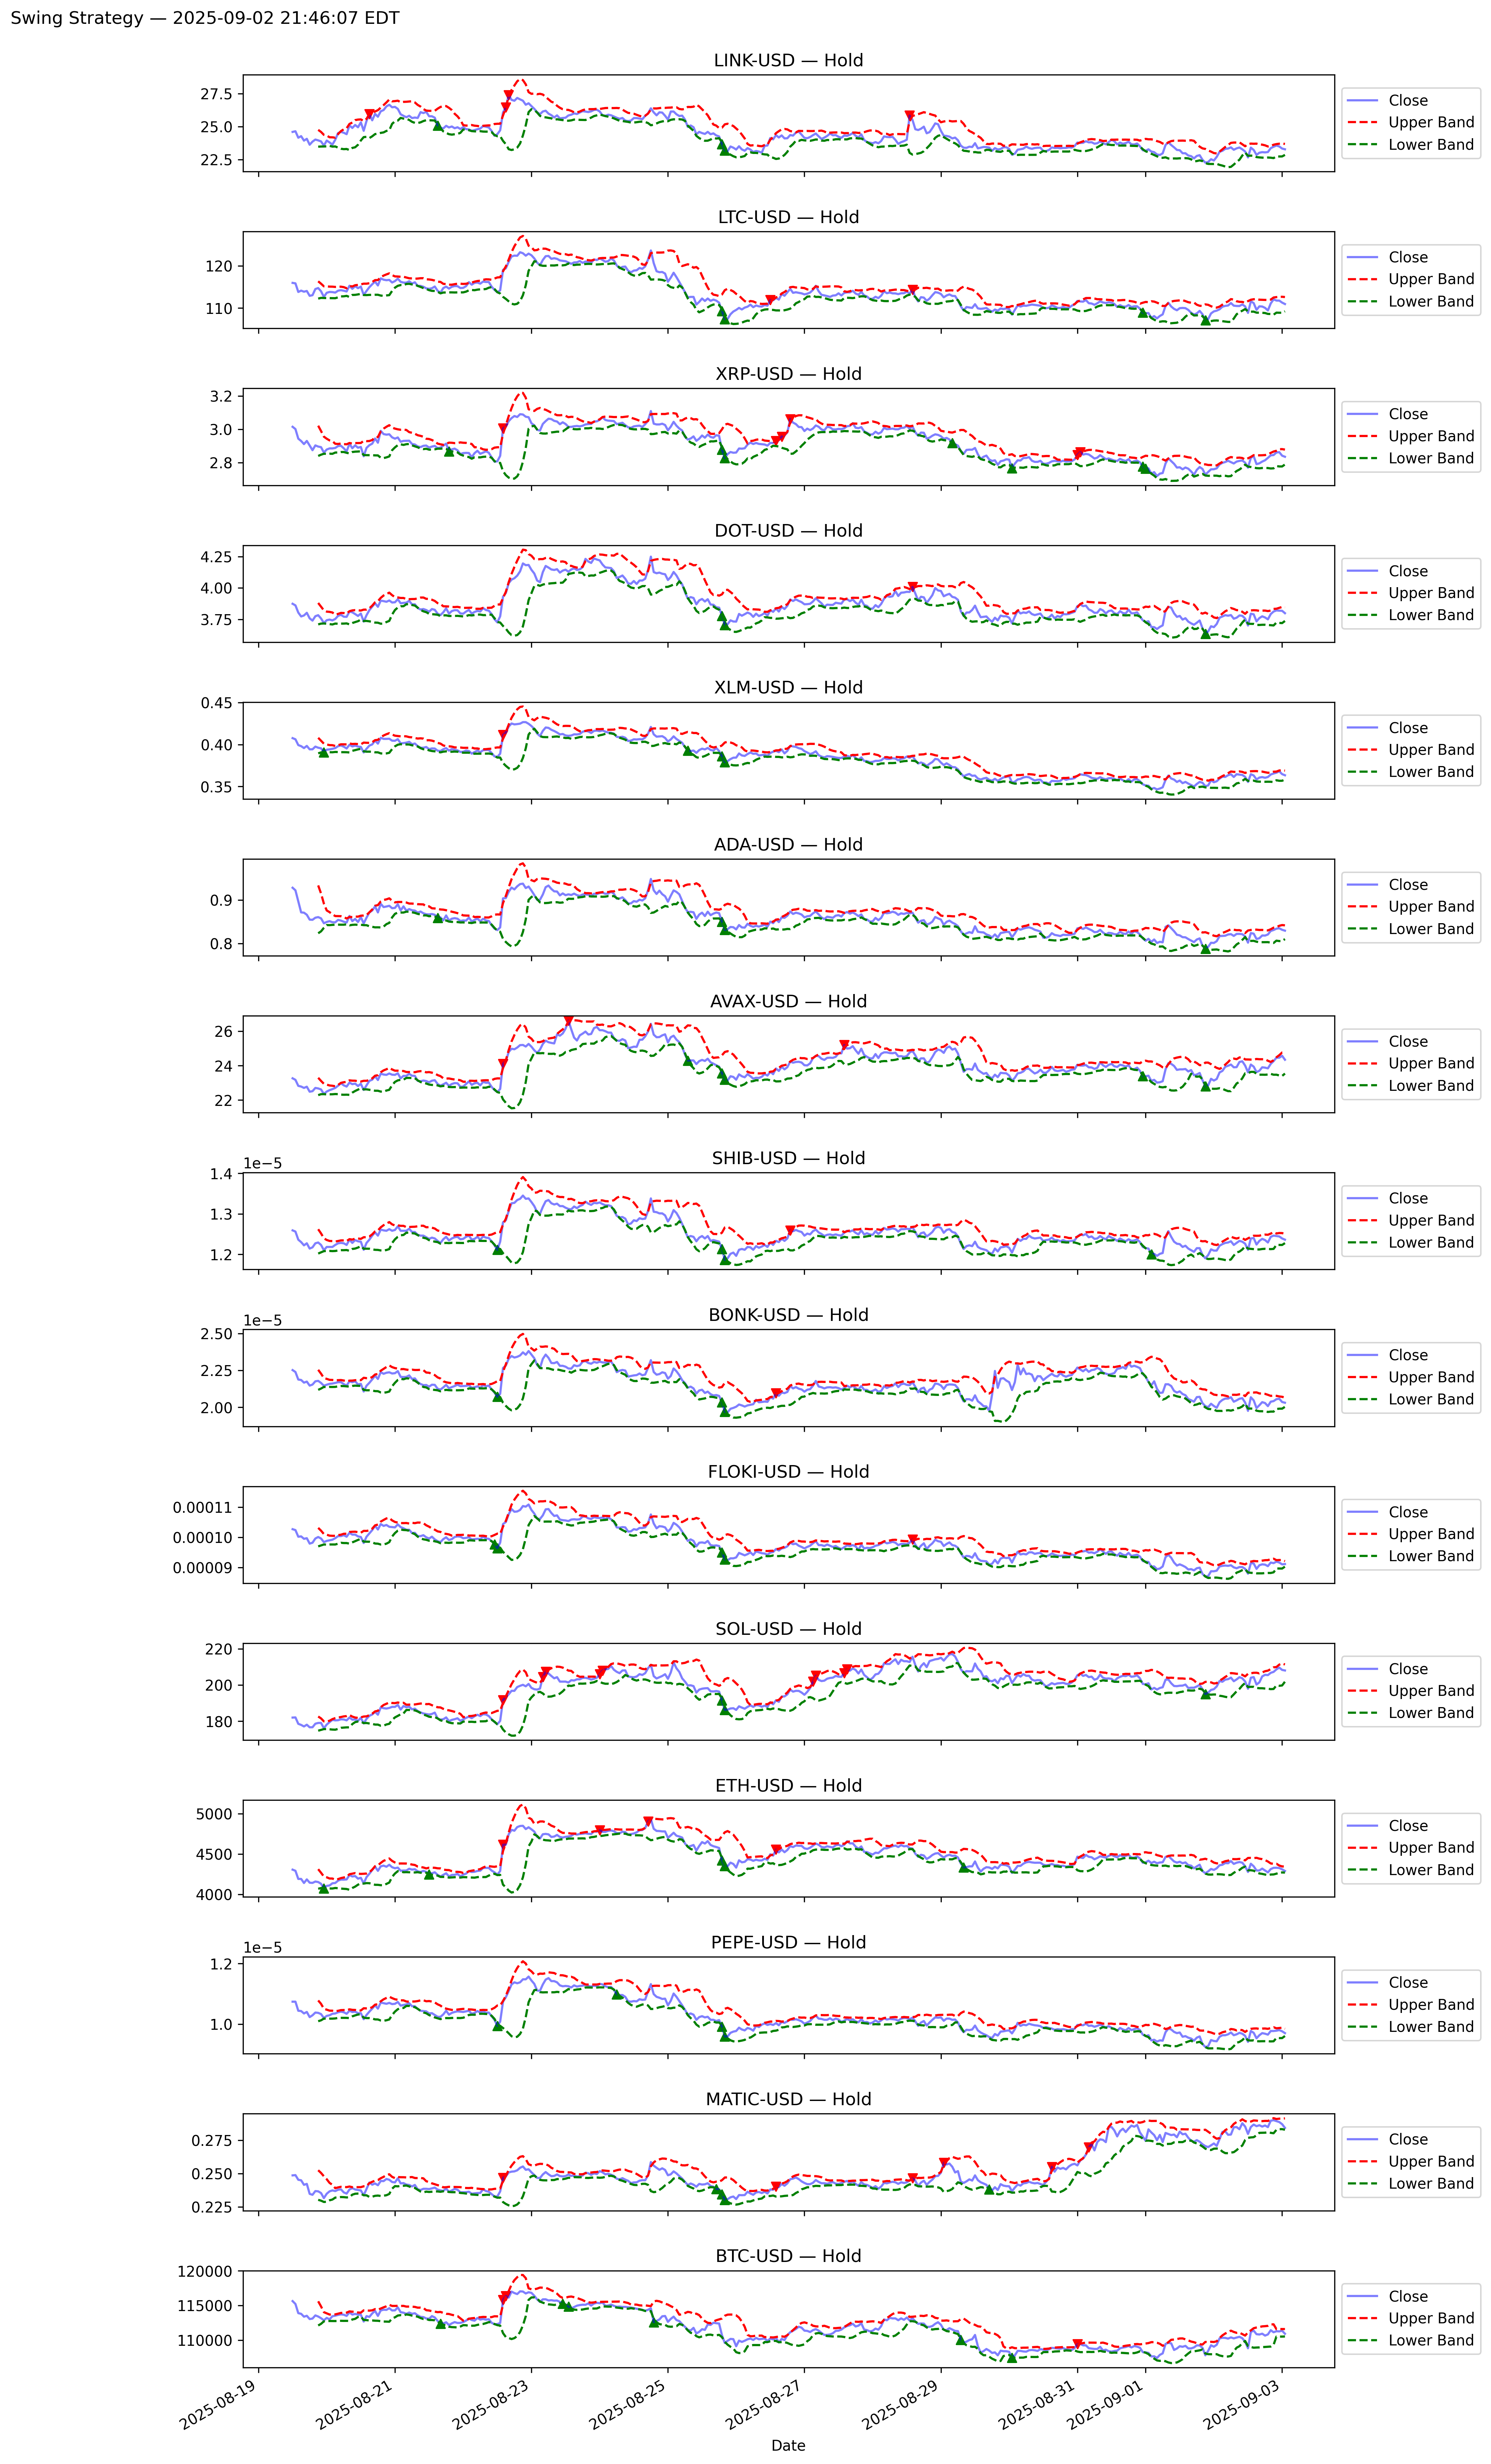 Swing Strategy — 2025-09-02 21:46:07 EDT
LINK-USD — Hold
27.5
25.0
22.5
Close
Upper Band
Lower Band
LTC-USD — Hold
120
110
Close
Upper Band
Lower Band
XRP-USD — Hold
3.2
3.0
2.8
Close
Upper Band
Lower Band
DOT-USD — Hold
4.25
4.00
3.75
Close
Upper Band
Lower Band
XLM-USD — Hold
0.45
0.40
0.35
Close
Upper Band
Lower Band
ADA-USD — Hold
0.9
0.8
Close
Upper Band
Lower Band
AVAX-USD — Hold
26
24
22
Close
Upper Band
Lower Band
SHIB-USD — Hold
1e−5
1.4
1.3
1.2
Close
Upper Band
Lower Band
BONK-USD — Hold
1e−5
2.50
2.25
2.00
Close
Upper Band
Lower Band
FLOKI-USD — Hold
0.00011
0.00010
0.00009
Close
Upper Band
Lower Band
SOL-USD — Hold
220
200
180
Close
Upper Band
Lower Band
ETH-USD — Hold
5000
4500
4000
Close
Upper Band
Lower Band
PEPE-USD — Hold
1e−5
1.2
1.0
Close
Upper Band
Lower Band
MATIC-USD — Hold
0.275
0.250
0.225
Close
Upper Band
Lower Band
BTC-USD — Hold
120000
115000
110000
Close
Upper Band
Lower Band
2025-08-19
2025-08-21
2025-08-23
2025-08-25
2025-08-27
2025-08-29
2025-08-31
2025-09-01
2025-09-03
Date